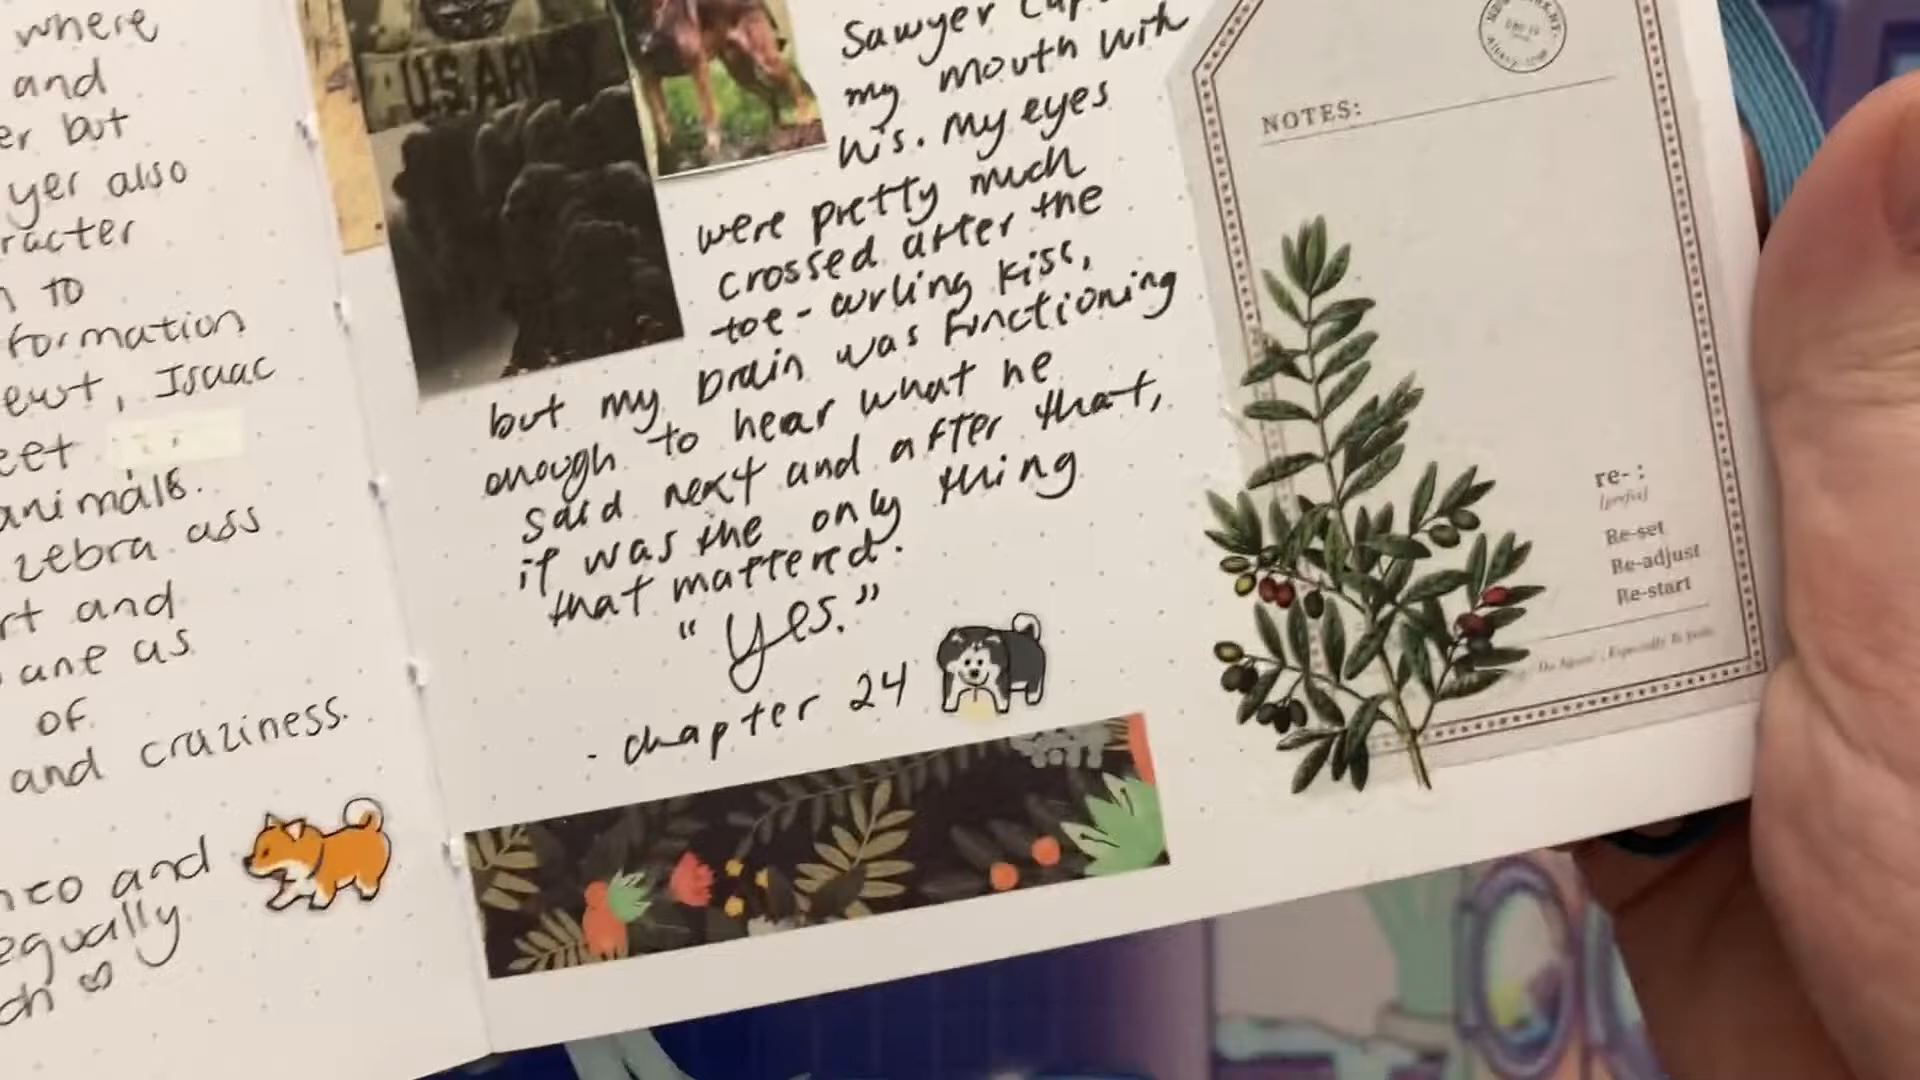 where
and
er but
yer also
racter
to
formation
ewt, Isaac
eet
animals.
zebra ass
rt and
ane as
of
and craziness.
nco and
equally
ch ♡
U.S. ARMY
Sawyer
my mouth with
his. My eyes
were pretty much
crossed after the
toe-curling kiss,
but my brain was functioning
enough to hear what he
said next and after that,
it was the only thing
that mattered.
"Yes."
- chapter 24
NOTES:
re- :
[prefix]
Re-set
Re-adjust
Re-start